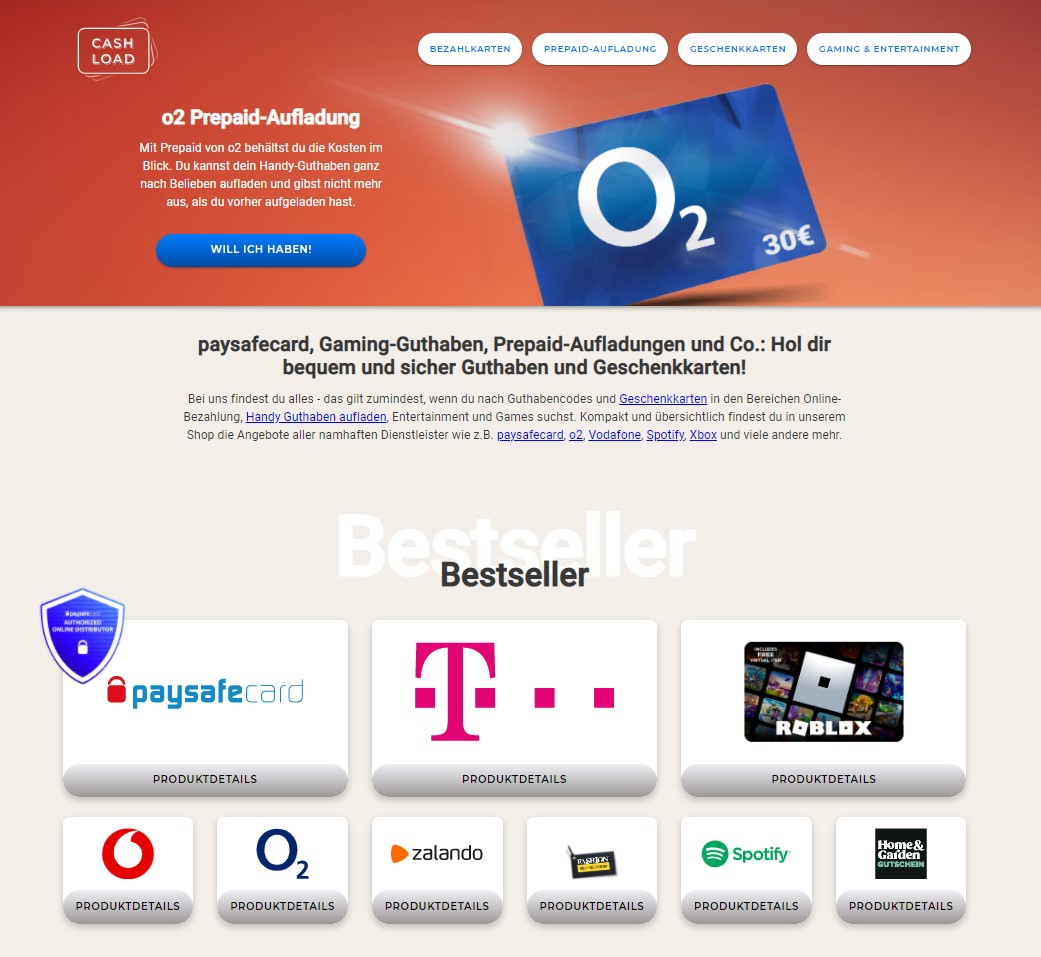 CASH
LOAD
BEZAHLKARTEN
PREPAID-AUFLADUNG
GESCHENKKARTEN
GAMING & ENTERTAINMENT
o2 Prepaid-Aufladung
Mit Prepaid von o2 behältst du die Kosten im
Blick. Du kannst dein Handy-Guthaben ganz
nach Belieben aufladen und gibst nicht mehr
aus, als du vorher aufgeladen hast.
WILL ICH HABEN!
O2
30€
paysafecard, Gaming-Guthaben, Prepaid-Aufladungen und Co.: Hol dir
bequem und sicher Guthaben und Geschenkkarten!
Bei uns findest du alles - das gilt zumindest, wenn du nach Guthabencodes und Geschenkkarten in den Bereichen Online-
Bezahlung, Handy Guthaben aufladen, Entertainment und Games suchst. Kompakt und übersichtlich findest du in unserem
Shop die Angebote aller namhaften Dienstleister wie z.B. paysafecard, o2, Vodafone, Spotify, Xbox und viele andere mehr.
Bestseller
Bestseller
paysafecard
AUTHORIZED
ONLINE DISTRIBUTOR
paysafecard
T
INCLUDES
FREE
VIRTUAL ITEM
ROBLOX
PRODUKTDETAILS
PRODUKTDETAILS
PRODUKTDETAILS
O2
zalando
FASHION
Spotify
Home&
Garden
GUTSCHEIN
PRODUKTDETAILS
PRODUKTDETAILS
PRODUKTDETAILS
PRODUKTDETAILS
PRODUKTDETAILS
PRODUKTDETAILS